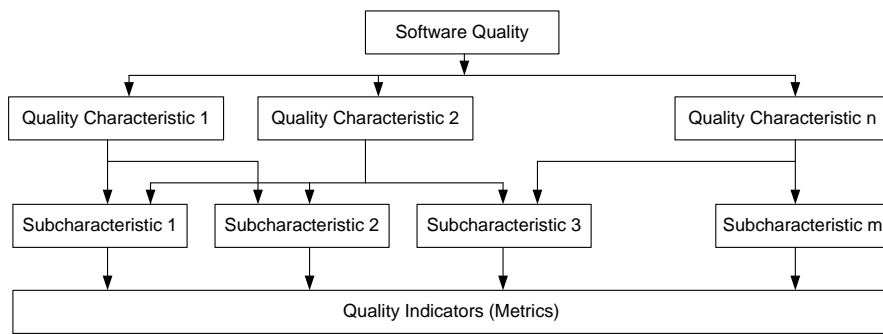 Software Quality
Quality Characteristic 1
Quality Characteristic 2
Quality Characteristic n
Subcharacteristic 1
Subcharacteristic 2
Subcharacteristic 3
Subcharacteristic m
Quality Indicators (Metrics)